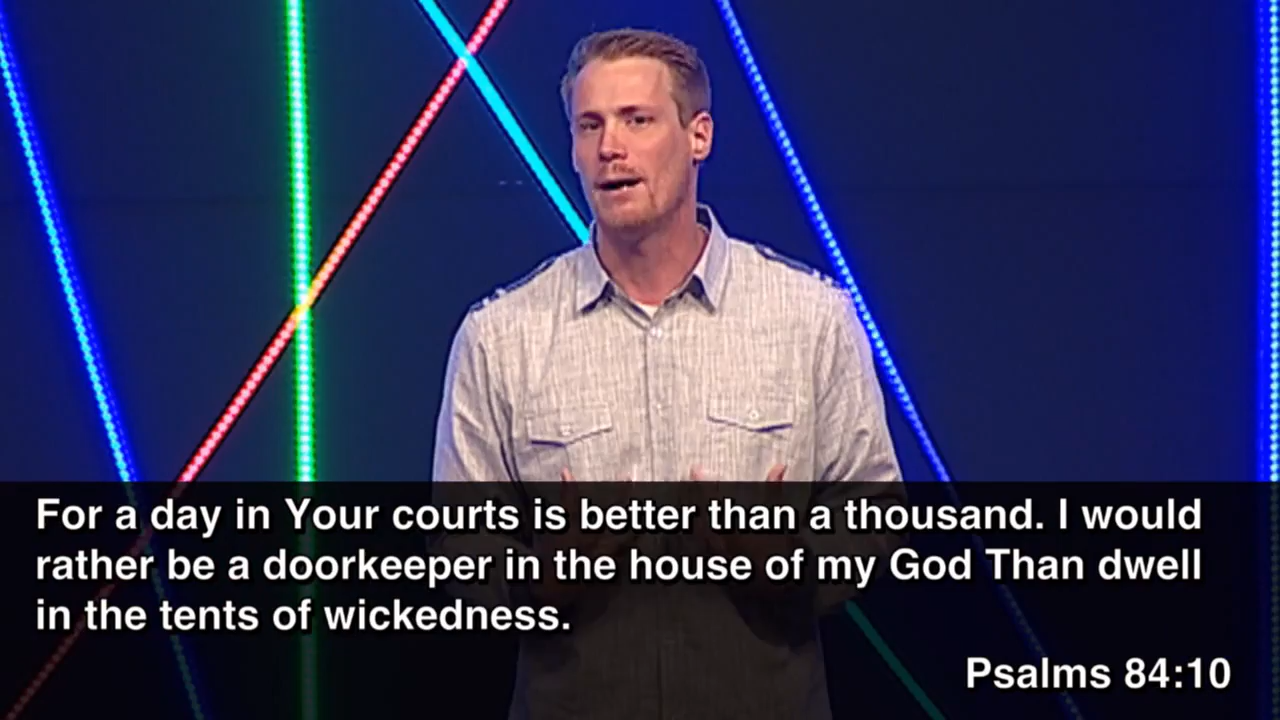 For a day in Your courts is better than a thousand. I would
rather be a doorkeeper in the house of my God Than dwell
in the tents of wickedness.
Psalms 84:10